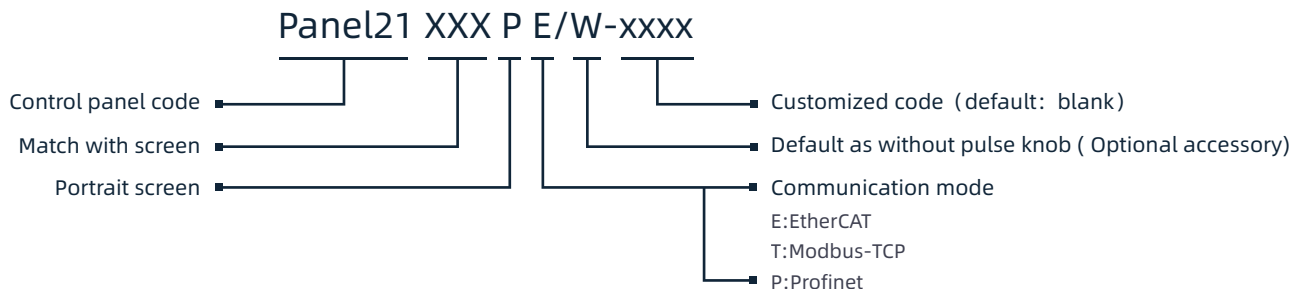 Panel21 XXX P E/W-xxxx
Control panel code
Match with screen
Portrait screen
Customized code（default：blank）
Default as without pulse knob ( Optional accessory)
Communication mode
E:EtherCAT
T:Modbus-TCP
P:Profinet